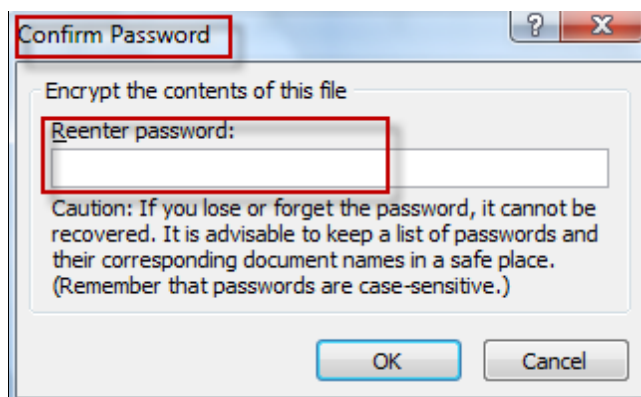 Confirm Password
Encrypt the contents of this file
Reenter password:
Caution: If you lose or forget the password, it cannot be
recovered. It is advisable to keep a list of passwords and
their corresponding document names in a safe place.
(Remember that passwords are case-sensitive.)
OK
Cancel